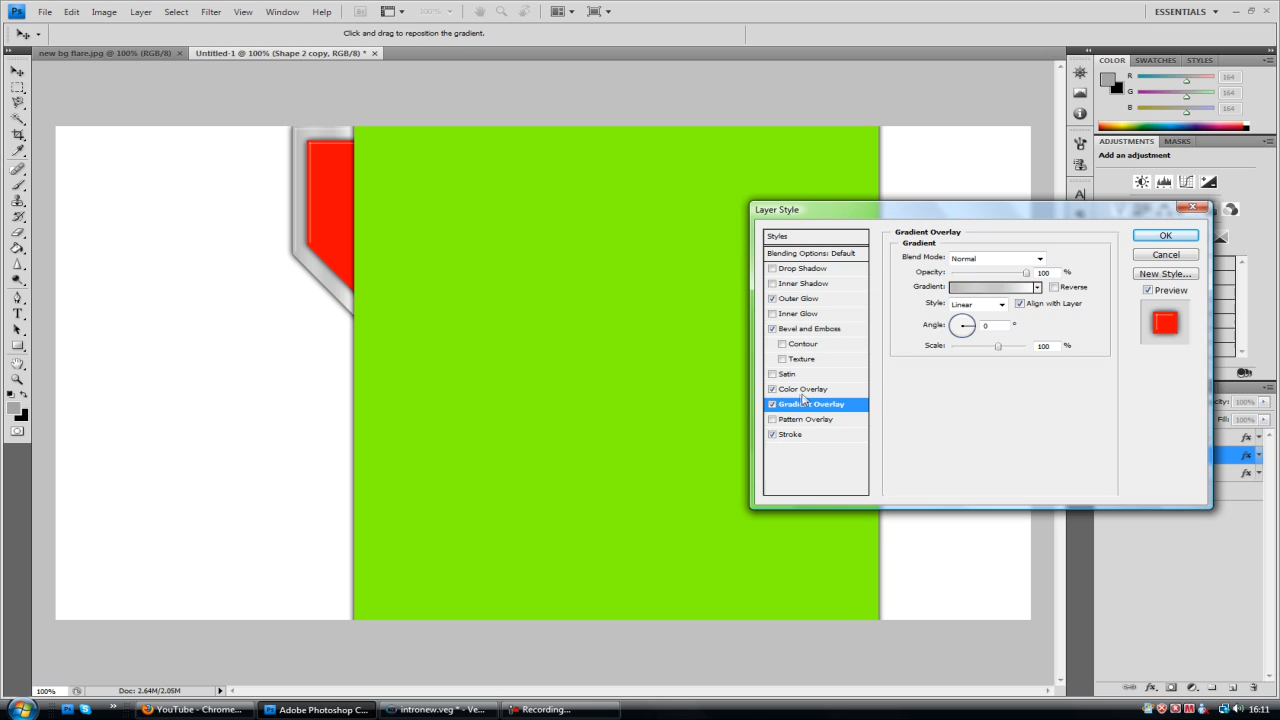 Ps File Edit Image Layer Select Filter View Window Help Br 100% ESSENTIALS
Click and drag to reposition the gradient.
new bg flare.jpg @ 100% (RGB/8) × Untitled-1 @ 100% (Shape 2 copy, RGB/8) * ×
COLOR SWATCHES STYLES
R 164
G 164
B 164
ADJUSTMENTS MASKS
Add an adjustment
Layer Style
Styles
Blending Options: Default
Drop Shadow
Inner Shadow
Outer Glow
Inner Glow
Bevel and Emboss
Contour
Texture
Satin
Color Overlay
Gradient Overlay
Pattern Overlay
Stroke
Gradient Overlay
Gradient
Blend Mode: Normal
Opacity: 100 %
Gradient: Reverse
Style: Linear Align with Layer
Angle: 0 °
Scale: 100 %
OK
Cancel
New Style...
Preview
100%
Fill: 100%
fx
fx
fx
100% Doc: 2.64M/2.05M
YouTube - Chrome... Adobe Photoshop C... intronew.veg * - Ve... Recording... 16:11